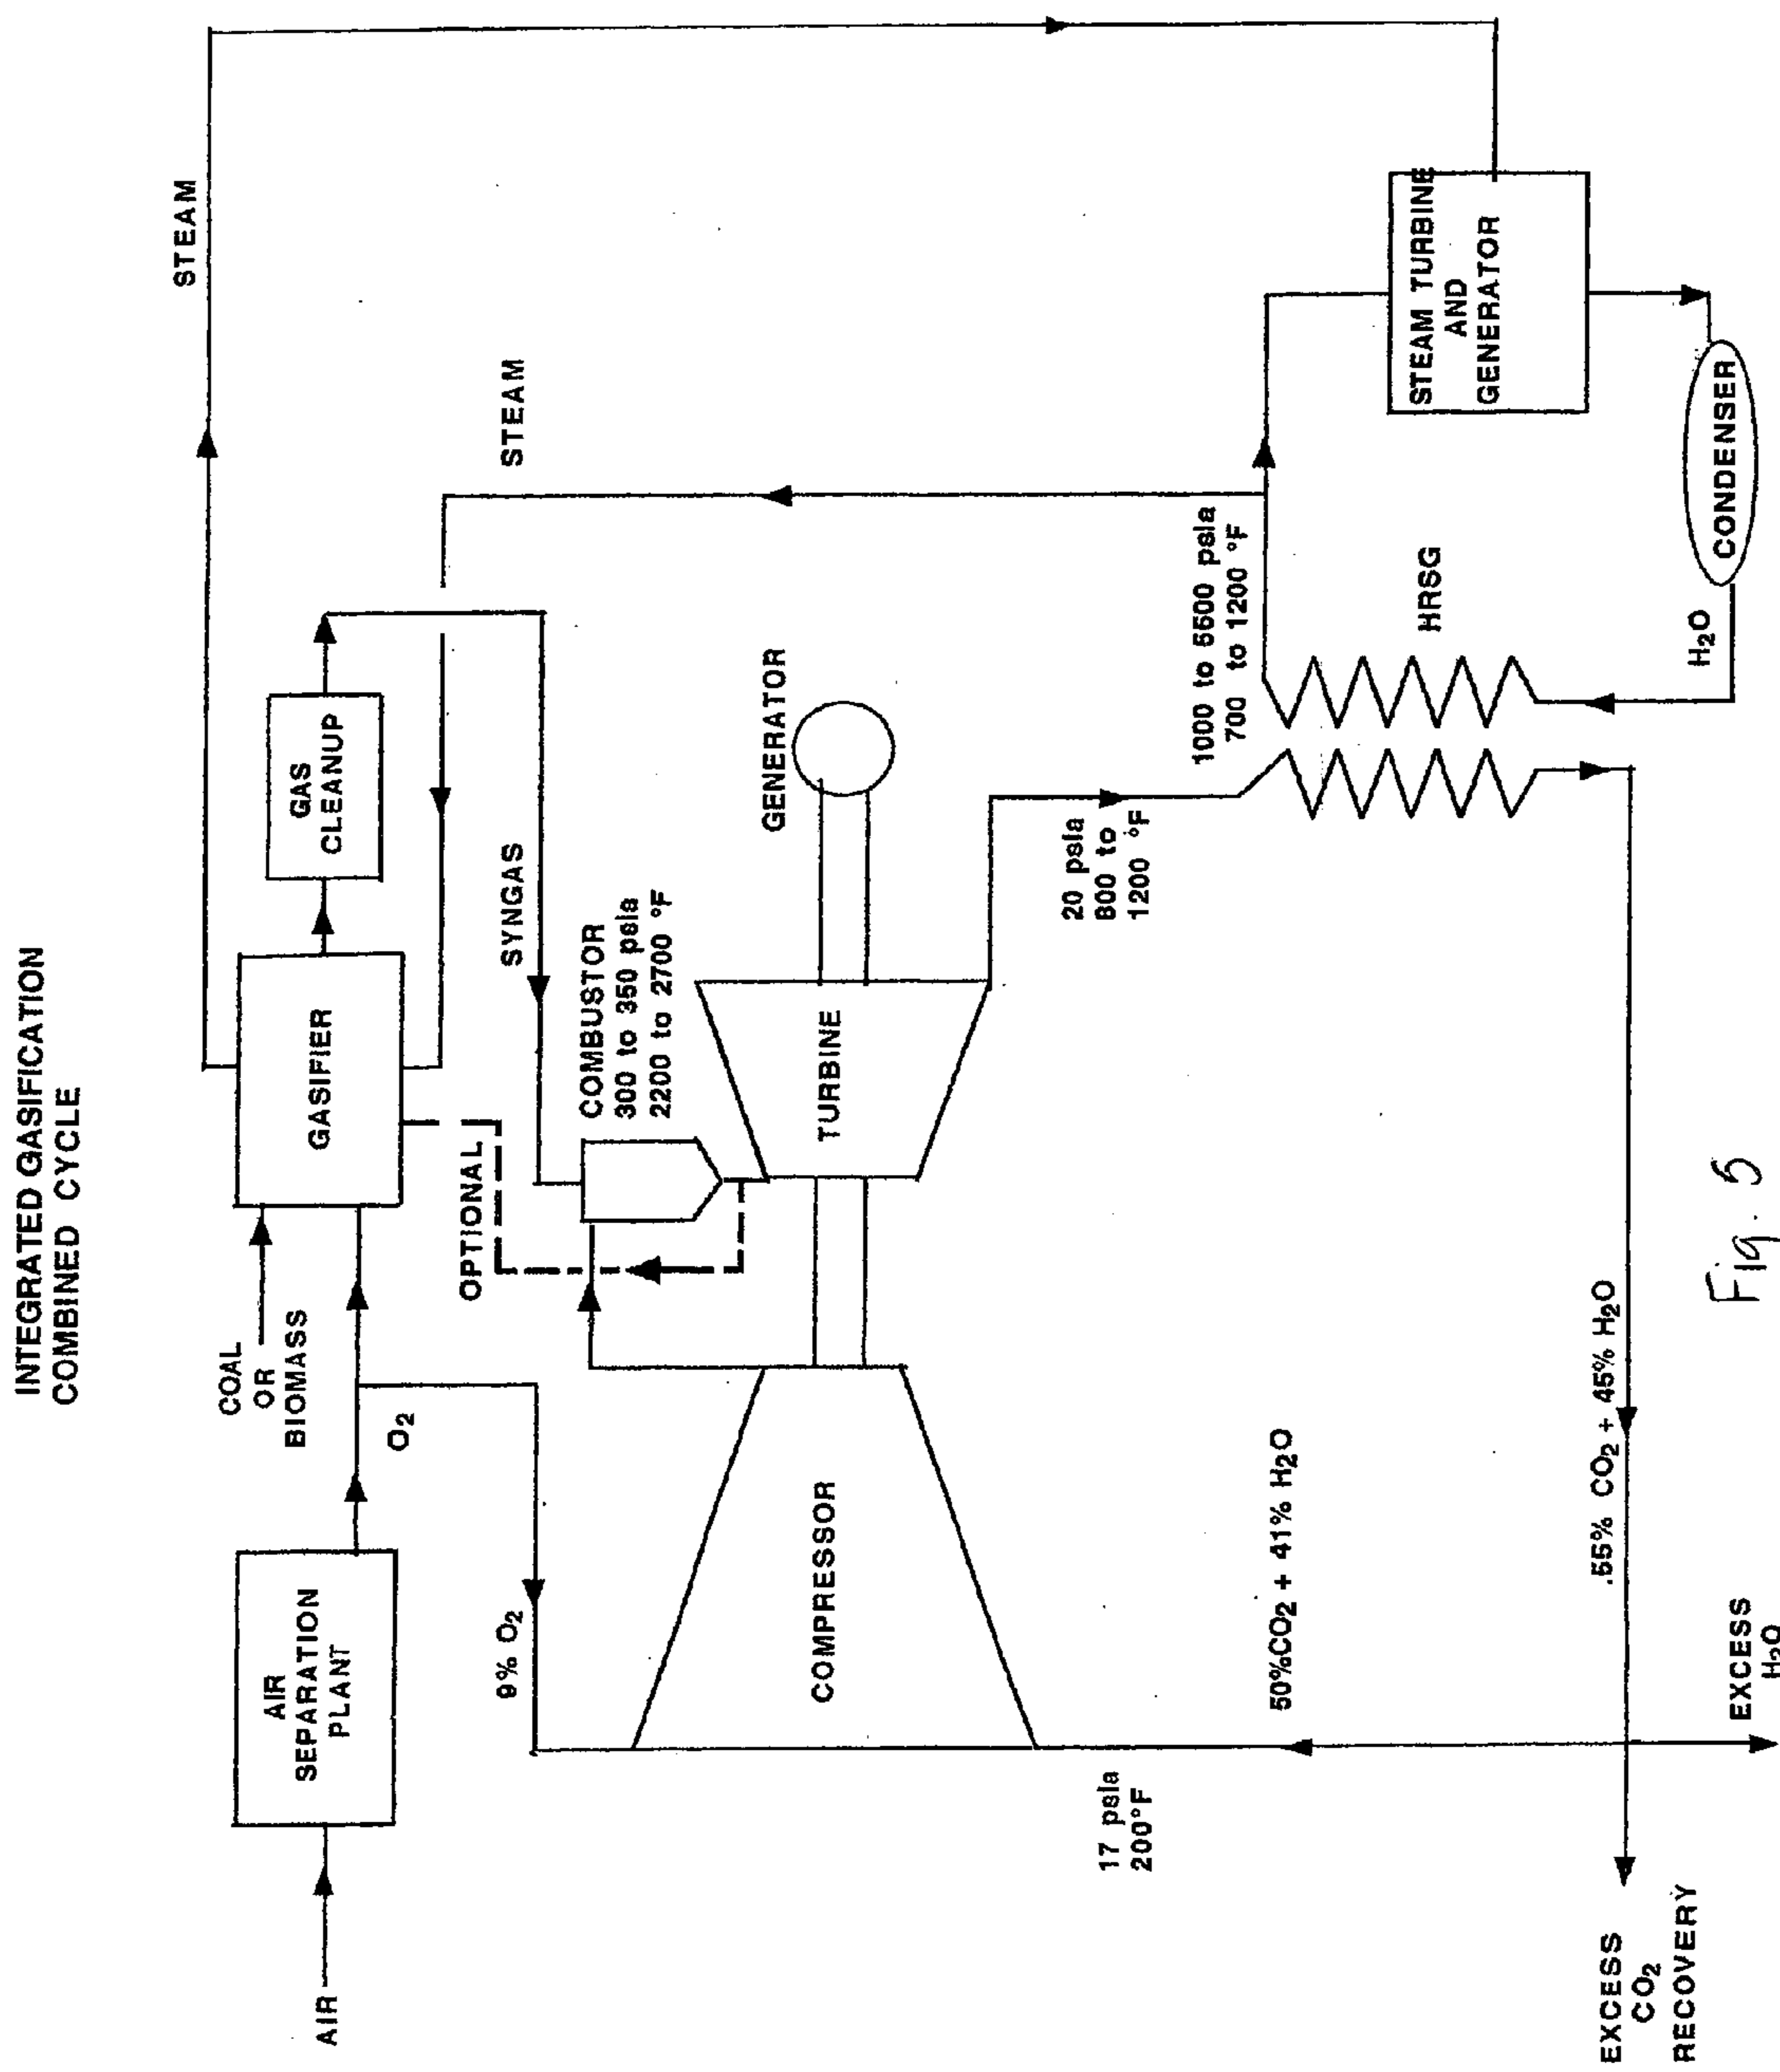 INTEGRATED GASIFICATION
COMBINED CYCLE
STEAM
AIR
AIR
SEPARATION
PLANT
O₂
COAL
OR
BIOMASS
GASIFIER
GAS
CLEANUP
STEAM
9% O₂
OPTIONAL
SYNGAS
COMBUSTOR
300 to 350 psia
2200 to 2700 °F
COMPRESSOR
TURBINE
GENERATOR
17 psia
200°F
20 psia
800 to
1200 °F
1000 to 5500 psia
700 to 1200 °F
50%CO₂ + 41% H₂O
HRSG
STEAM TURBINE
AND
GENERATOR
55% CO₂ + 45% H₂O
H₂O
CONDENSER
EXCESS
CO₂
RECOVERY
EXCESS
H₂O
Fig. 5